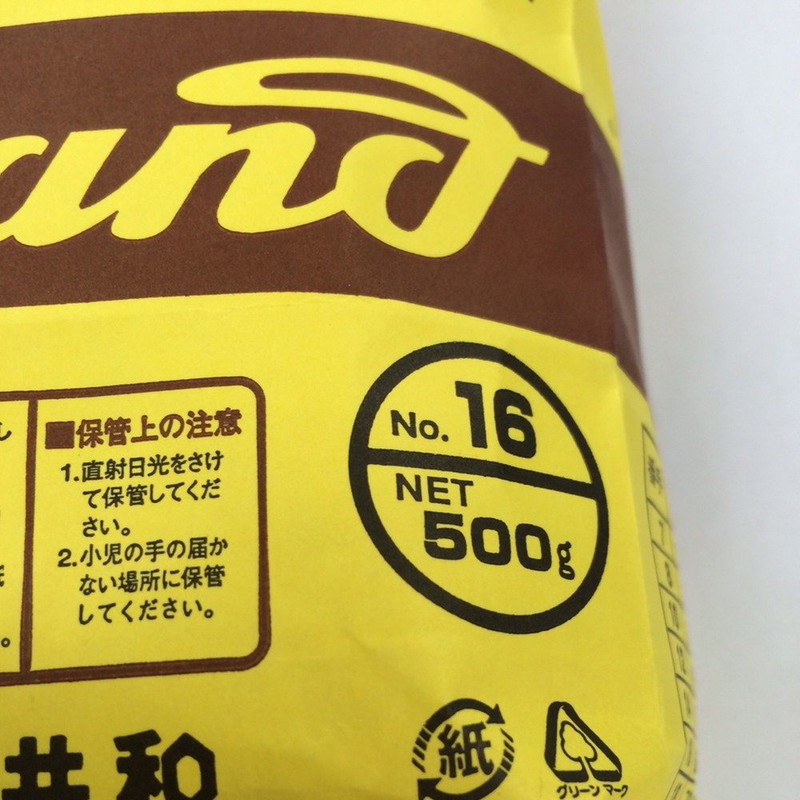 and
No. 16
NET
500g
■保管上の注意
1.直射日光をさけ
て保管してくだ
さい。
2.小児の手の届か
ない場所に保管
してください。
共和
紙
グリーンマーク